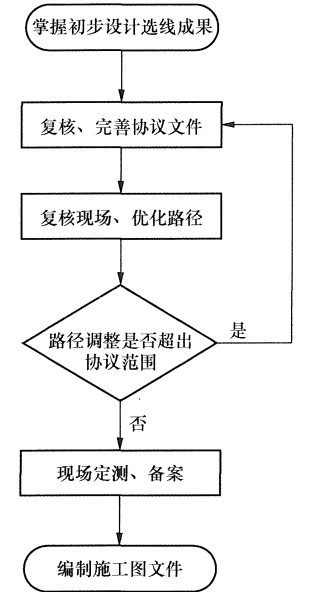 掌握初步设计选线成果
复核、完善协议文件
复核现场、优化路径
路径调整是否超出
协议范围
是
否
现场定测、备案
编制施工图文件